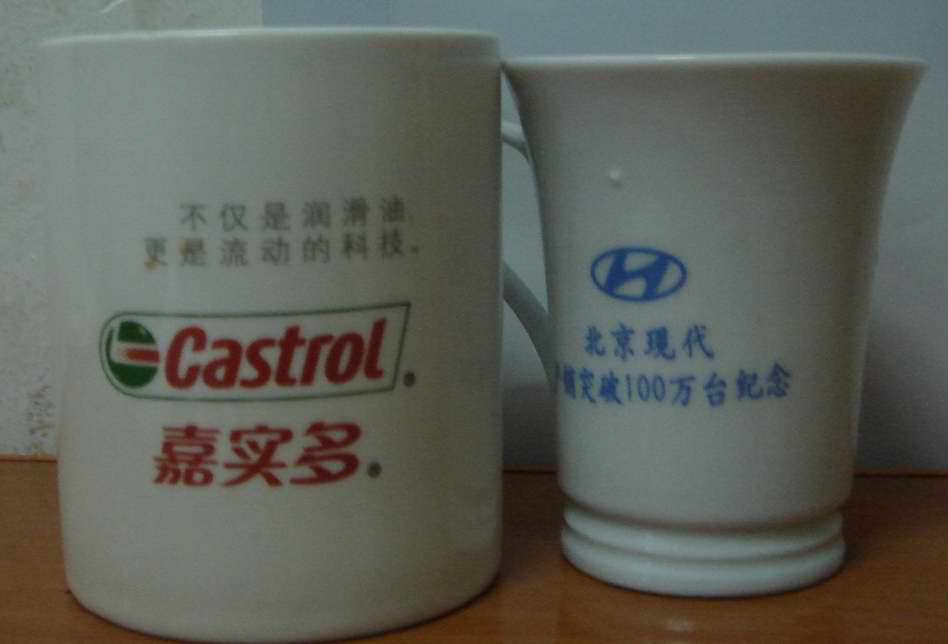 不仅是润滑油,
更是流动的科技。
Castrol®
嘉实多®
北京现代
销突破100万台纪念